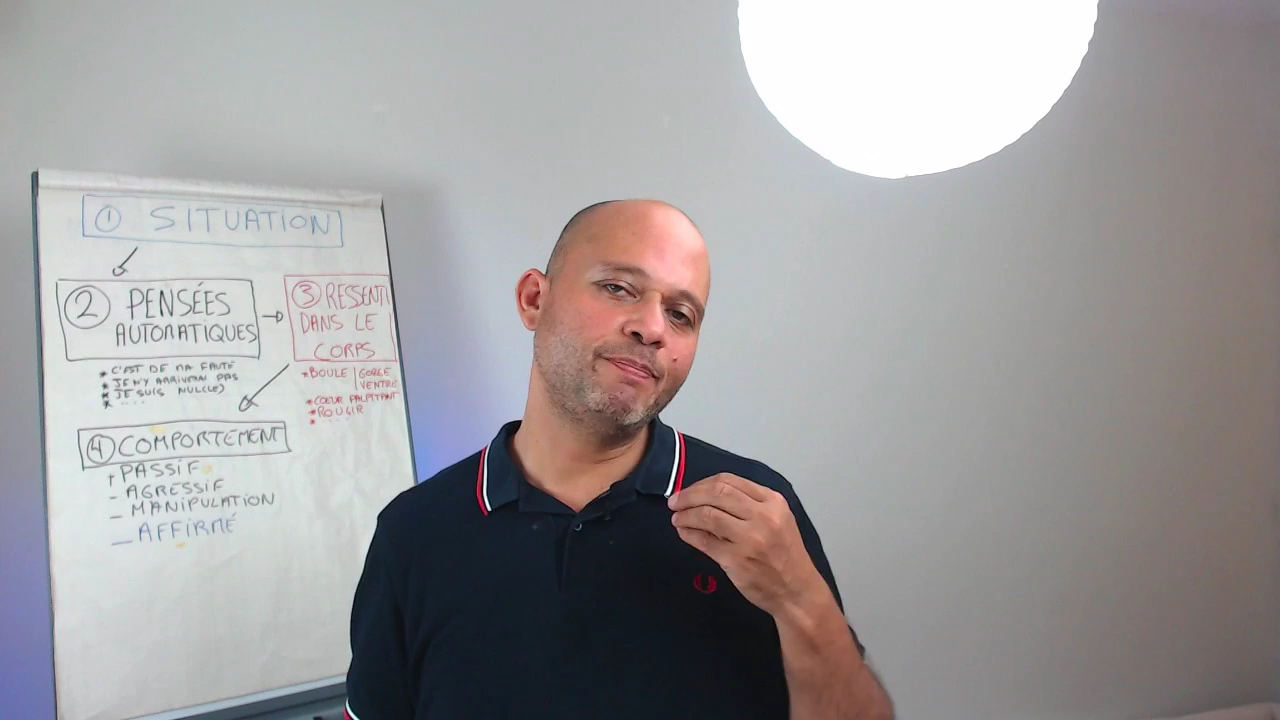 ① SITUATION
② PENSÉES
AUTOMATIQUES
* C'EST DE MA FAUTE
* JE N'Y ARRIVERAI PAS
* JE SUIS NUL(LE)
* ....
③ RESSENTI
DANS LE
CORPS
* BOULE | GORGE
VENTRE
* CŒUR PALPITANT
* ROUGIR
* ....
④ COMPORTEMENT
- PASSIF
- AGRESSIF
- MANIPULATION
- AFFIRMÉ